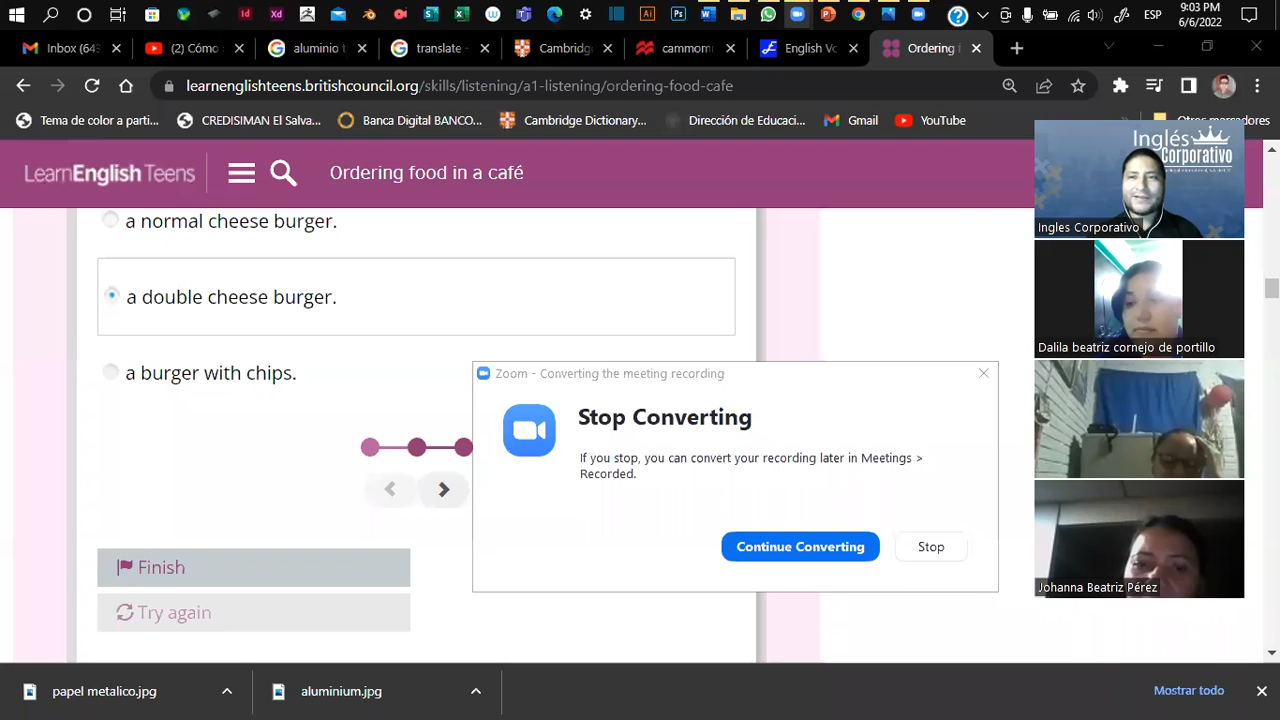 ESP
9:03 PM
6/6/2022
Inbox (649
(2) Cómo
aluminio t
translate -
Cambridg
cammom
English Vo
Ordering f
learnenglishteens.britishcouncil.org/skills/listening/a1-listening/ordering-food-cafe
Tema de color a parti...
CREDISIMAN El Salva...
Banca Digital BANCO...
Cambridge Dictionary...
Dirección de Educaci...
Gmail
YouTube
Otros marcadores
LearnEnglish Teens
Ordering food in a café
Inglés
Corporativo
Ingles Corporativo
a normal cheese burger.
a double cheese burger.
a burger with chips.
Dalila beatriz cornejo de portillo
Zoom - Converting the meeting recording
Stop Converting
If you stop, you can convert your recording later in Meetings >
Recorded.
Continue Converting
Stop
Finish
Try again
Johanna Beatriz Pérez
papel metalico.jpg
aluminium.jpg
Mostrar todo